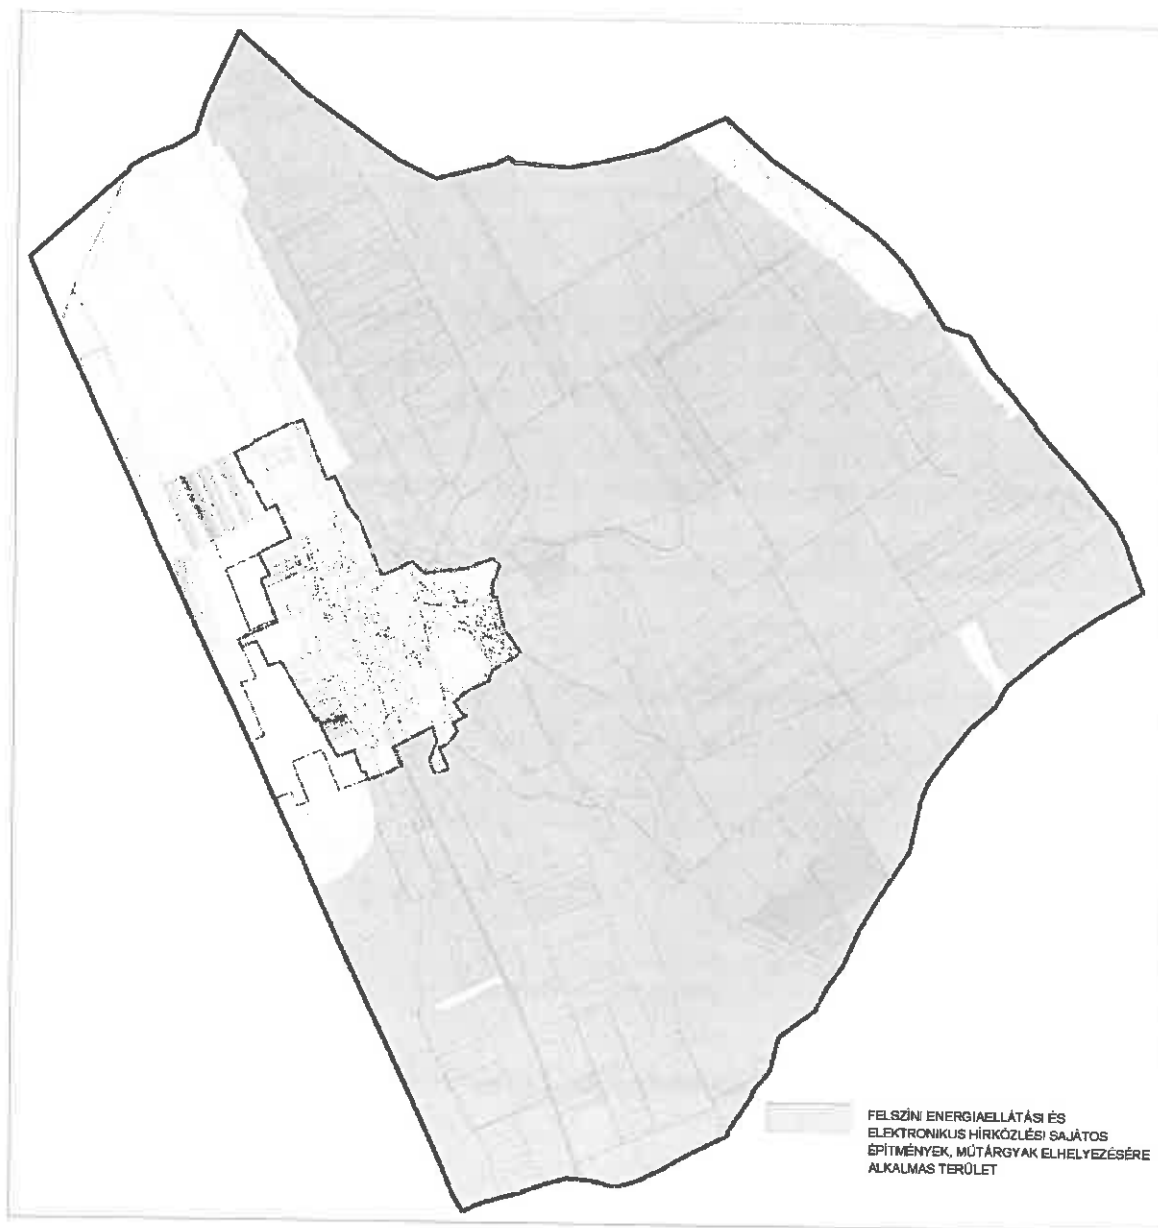 FELSZÍNI ENERGIAELLÁTÁSI ÉS
ELEKTRONIKUS HÍRKÖZLÉSI SAJÁTOS
ÉPÍTMÉNYEK, MŰTÁRGYAK ELHELYEZÉSÉRE
ALKALMAS TERÜLET